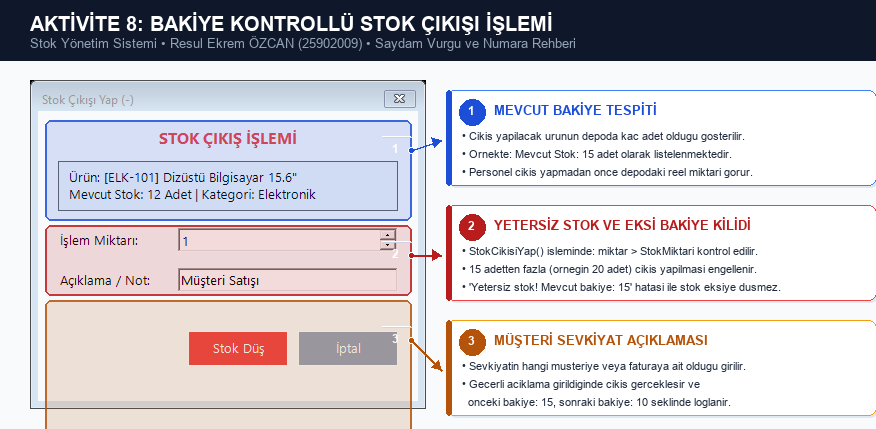 AKTİVİTE 8: BAKİYE KONTROLLÜ STOK ÇIKIŞI İŞLEMİ
Stok Yönetim Sistemi • Resul Ekrem ÖZCAN (25902009) • Saydam Vurgu ve Numara Rehberi
Stok Çıkışı Yap (-)
STOK ÇIKIŞ İŞLEMİ
1
Ürün: [ELK-101] Dizüstü Bilgisayar 15.6"
Mevcut Stok: 12 Adet | Kategori: Elektronik
İşlem Miktarı:
1
2
Açıklama / Not:
Müşteri Satışı
Stok Düş
İptal
3
1
MEVCUT BAKİYE TESPİTİ
• Cikis yapilacak urunun depoda kac adet oldugu gosterilir.
• Ornekte: Mevcut Stok: 15 adet olarak listelenmektedir.
• Personel cikis yapmadan once depodaki reel miktari gorur.
2
YETERSİZ STOK VE EKSİ BAKİYE KİLİDİ
• StokCikisiYap() isleminde: miktar > StokMiktari kontrol edilir.
• 15 adetten fazla (ornegin 20 adet) cikis yapilmasi engellenir.
• 'Yetersiz stok! Mevcut bakiye: 15' hatasi ile stok eksiye dusmez.
3
MÜŞTERİ SEVKİYAT AÇIKLAMASI
• Sevkiyatin hangi musteriye veya faturaya ait oldugu girilir.
• Gecerli aciklama girildiginde cikis gerceklesir ve
onceki bakiye: 15, sonraki bakiye: 10 seklinde loglanir.